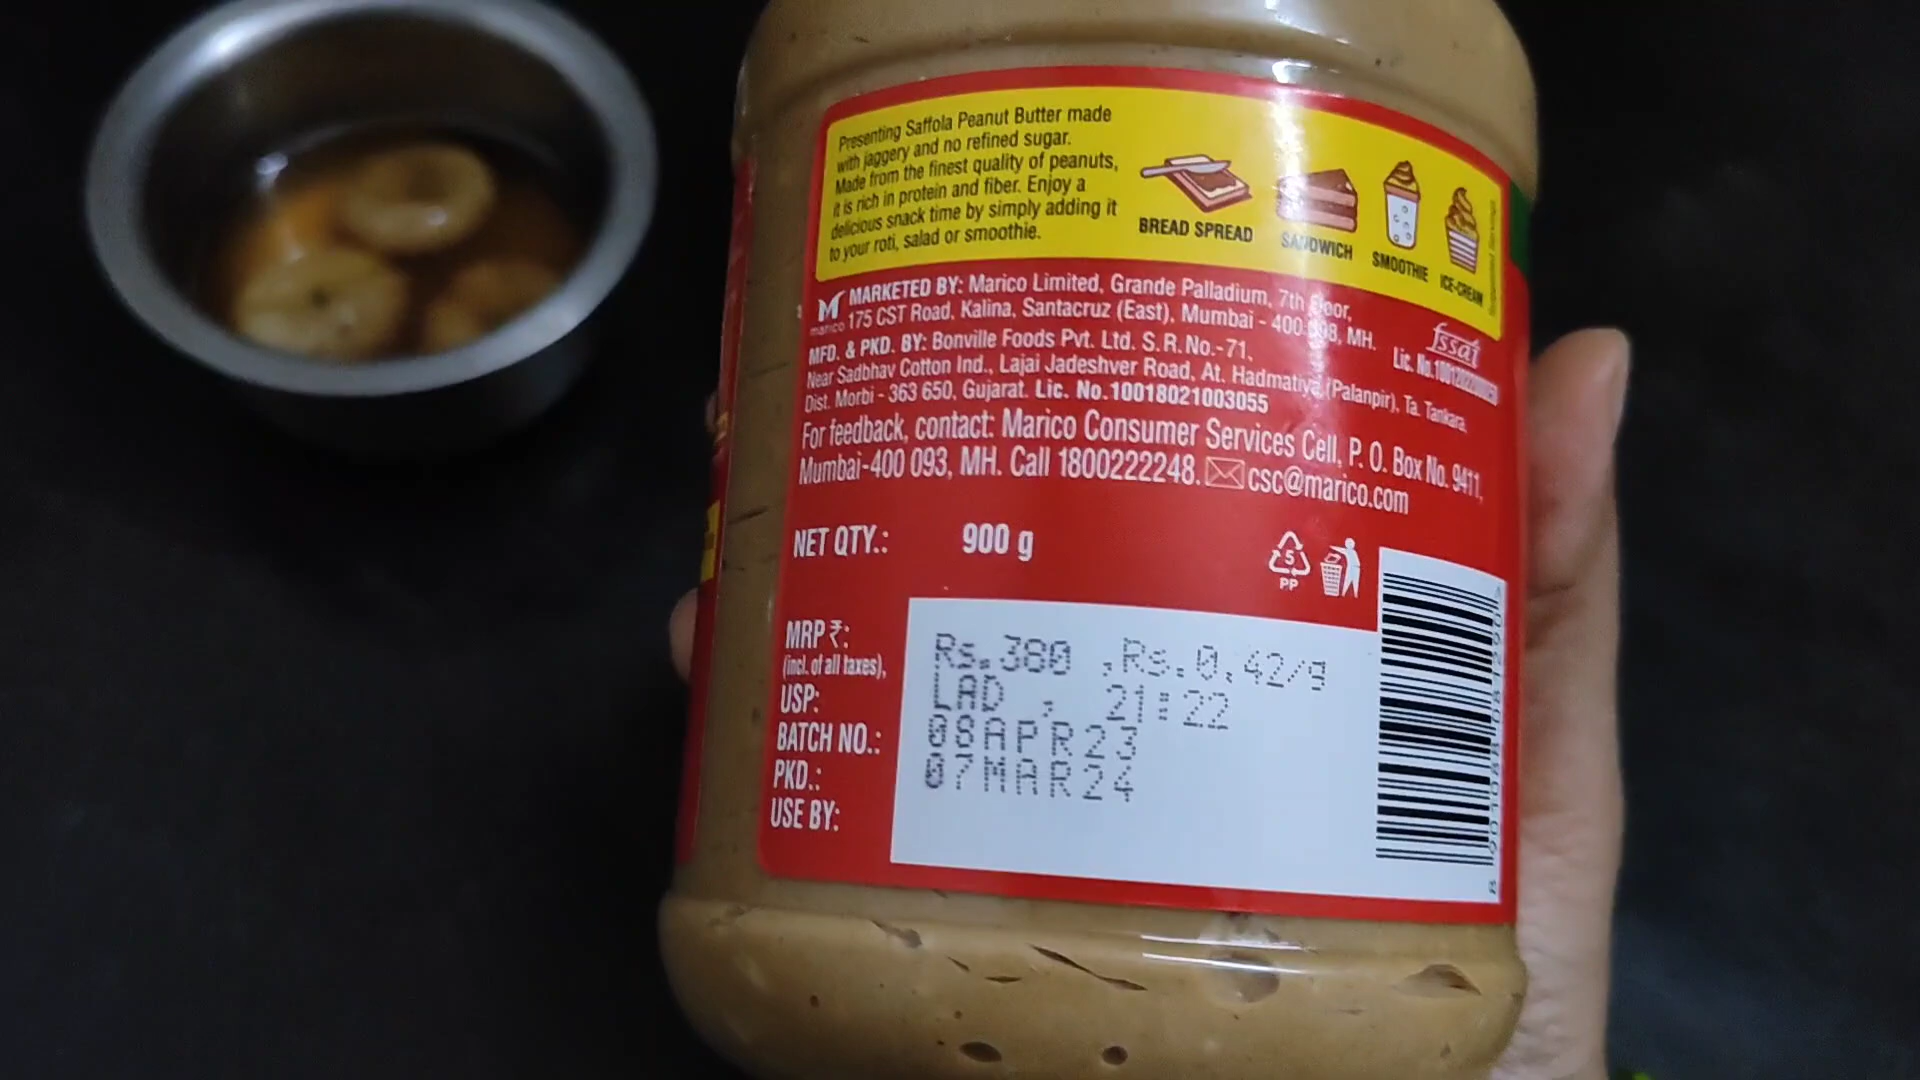 Presenting Saffola Peanut Butter made
with jaggery and no refined sugar.
Made from the finest quality of peanuts,
it is rich in protein and fiber. Enjoy a
delicious snack time by simply adding it
to your roti, salad or smoothie.
BREAD SPREAD
SANDWICH
SMOOTHIE
ICE-CREAM
marico
MARKETED BY: Marico Limited, Grande Palladium, 7th Floor,
175 CST Road, Kalina, Santacruz (East), Mumbai - 400 098, MH.
MFD. & PKD. BY: Bonville Foods Pvt. Ltd. S.R.No.-71,
Near Sadbhav Cotton Ind., Lajai Jadeshver Road, At. Hadmatiya (Palanpir), Ta. Tankara,
Dist. Morbi - 363 650, Gujarat. Lic. No.10018021003055
fssai
Lic. No.
For feedback, contact: Marico Consumer Services Cell, P. O. Box No. 9411,
Mumbai-400 093, MH. Call 1800222248. csc@marico.com
NET QTY.: 900 g
5
PP
MRP ₹:
(incl. of all taxes),
USP:
BATCH NO.:
PKD.:
USE BY:
Rs.380 ,Rs.0.42/g
LAD , 21:22
08APR23
07MAR24